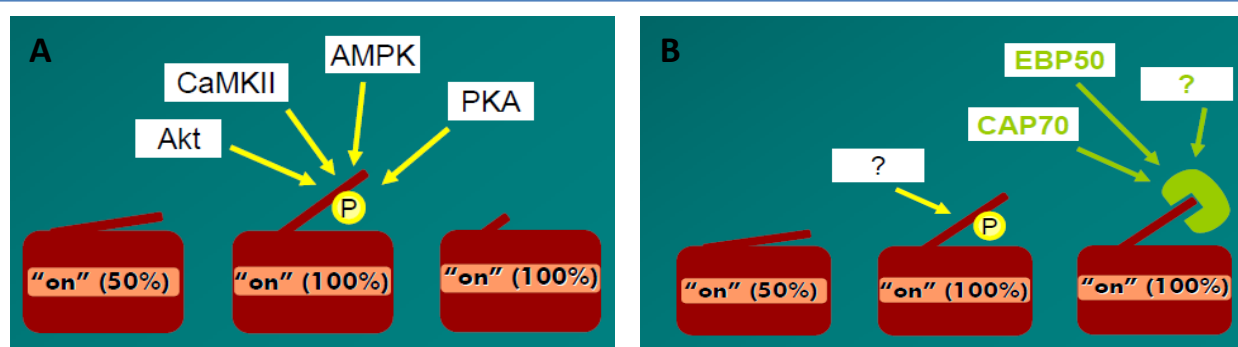 A
Akt
CaMKII
AMPK
PKA
P
“on” (50%)
“on” (100%)
“on” (100%)
B
?
CAP70
EBP50
?
P
“on” (50%)
“on” (100%)
“on” (100%)